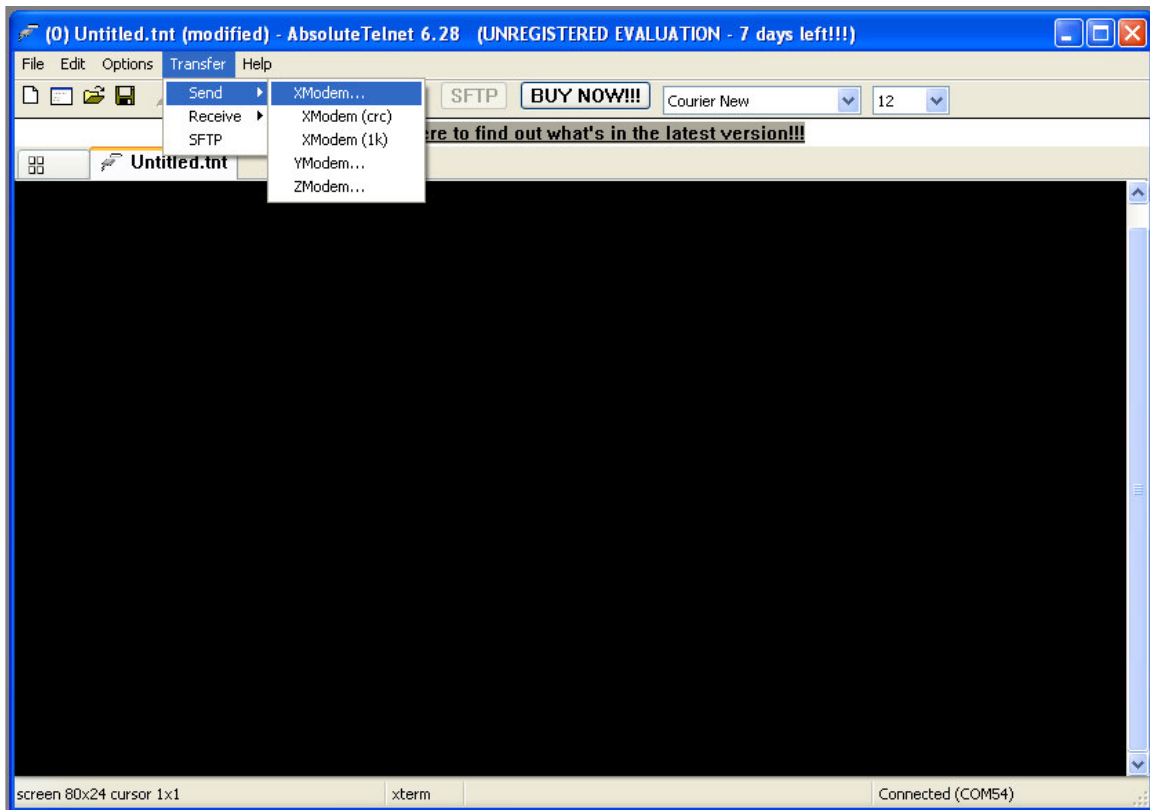 (0) Untitled.tnt (modified) - AbsoluteTelnet 6.28 (UNREGISTERED EVALUATION - 7 days left!!!)
File Edit Options Transfer Help
SFTP BUY NOW!!! Courier New 12
Send XModem...
Receive XModem (crc)
SFTP XModem (1k)
YModem...
ZModem...
to find out what's in the latest version!!!
Untitled.tnt
screen 80x24 cursor 1x1 xterm Connected (COM54)